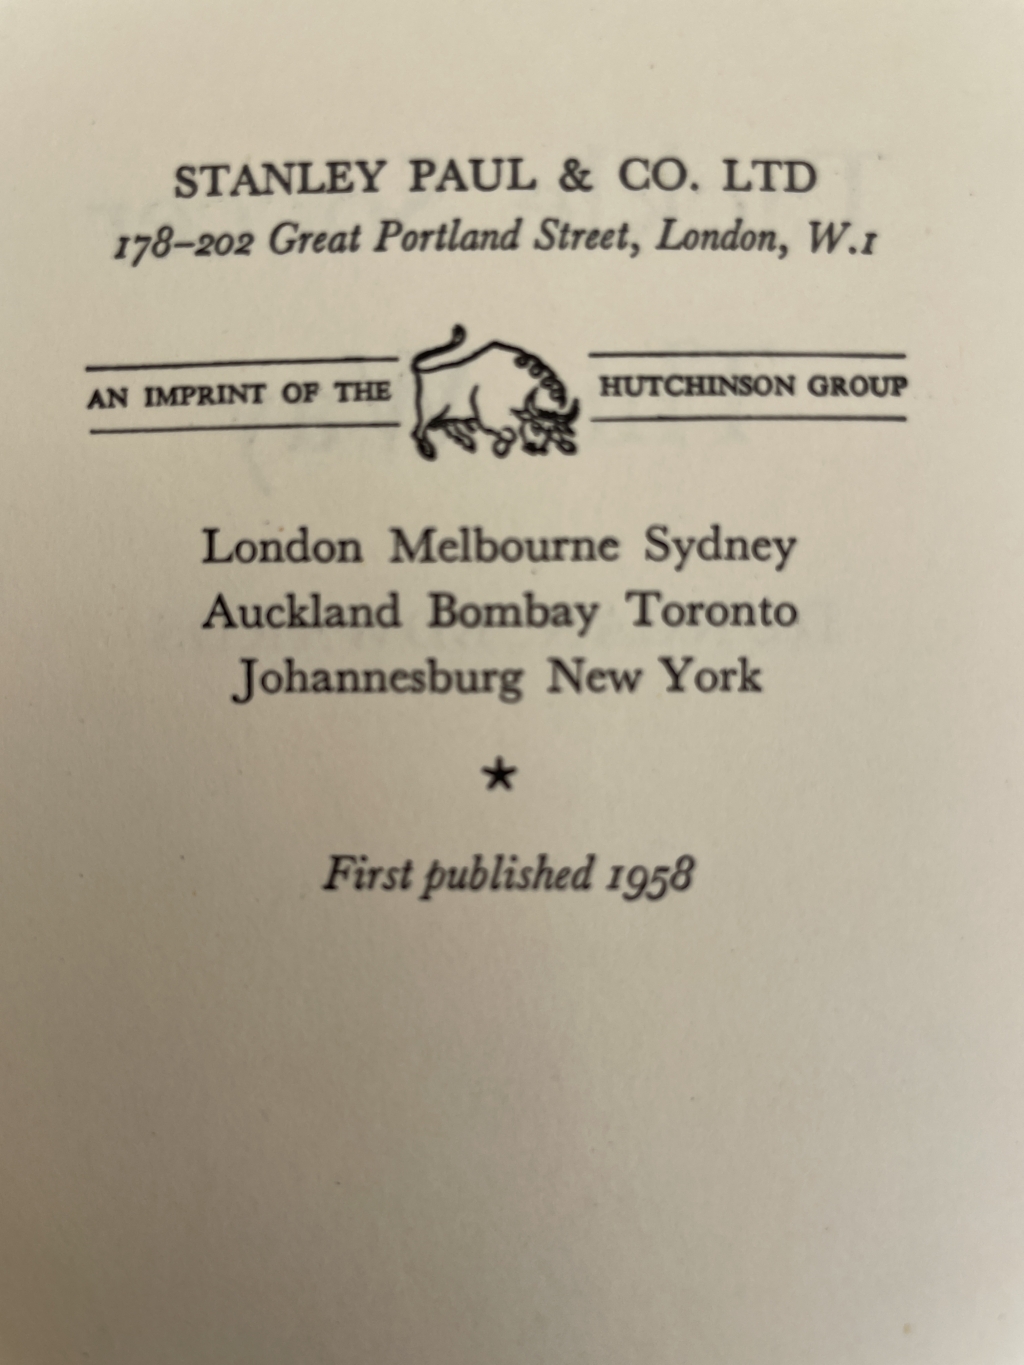 STANLEY PAUL & CO. LTD
178–202 Great Portland Street, London, W.1
AN IMPRINT OF THE HUTCHINSON GROUP
London Melbourne Sydney
Auckland Bombay Toronto
Johannesburg New York
★
First published 1958